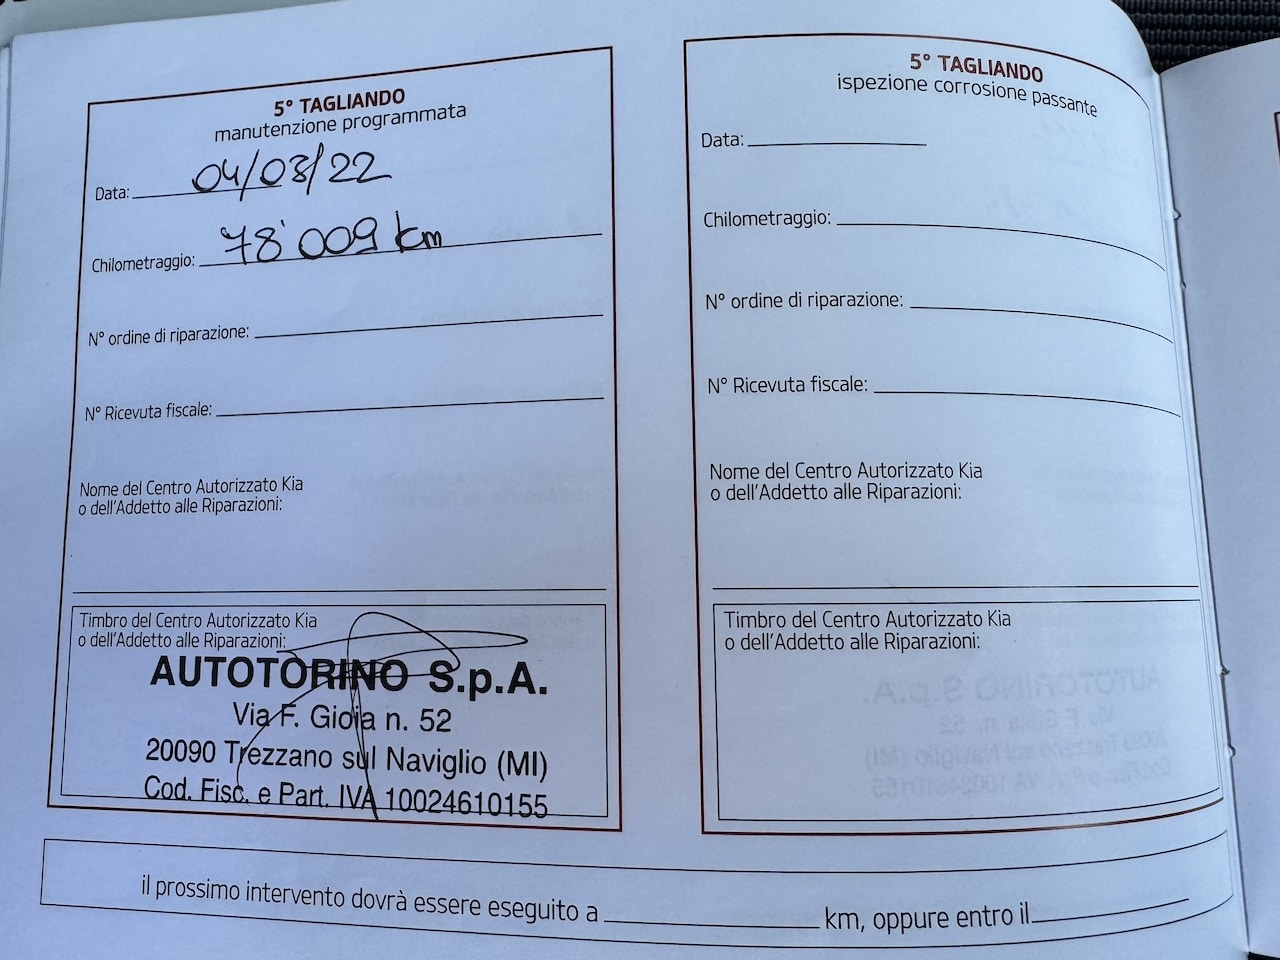 5° TAGLIANDO
manutenzione programmata
Data: 04/03/22
Chilometraggio: 78'009 km
N° ordine di riparazione:
N° Ricevuta fiscale:
Nome del Centro Autorizzato Kia
o dell'Addetto alle Riparazioni:
Timbro del Centro Autorizzato Kia
o dell'Addetto alle Riparazioni:
AUTOTORINO S.p.A.
Via F. Gioia n. 52
20090 Trezzano sul Naviglio (MI)
Cod. Fisc. e Part. IVA 10024610155
5° TAGLIANDO
ispezione corrosione passante
Data:
Chilometraggio:
N° ordine di riparazione:
N° Ricevuta fiscale:
Nome del Centro Autorizzato Kia
o dell'Addetto alle Riparazioni:
Timbro del Centro Autorizzato Kia
o dell'Addetto alle Riparazioni:
il prossimo intervento dovrà essere eseguito a km, oppure entro il